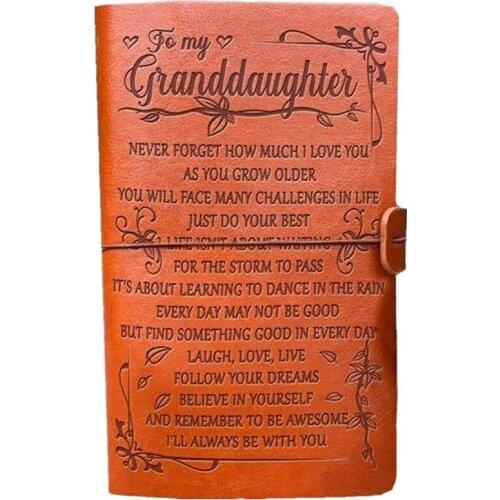 To my
Granddaughter
NEVER FORGET HOW MUCH I LOVE YOU
AS YOU GROW OLDER
YOU WILL FACE MANY CHALLENGES IN LIFE
JUST DO YOUR BEST
LIFE ISN'T ABOUT WAITING
FOR THE STORM TO PASS
IT'S ABOUT LEARNING TO DANCE IN THE RAIN
EVERY DAY MAY NOT BE GOOD
BUT FIND SOMETHING GOOD IN EVERY DAY
LAUGH, LOVE, LIVE
FOLLOW YOUR DREAMS
BELIEVE IN YOURSELF
AND REMEMBER TO BE AWESOME
I'LL ALWAYS BE WITH YOU